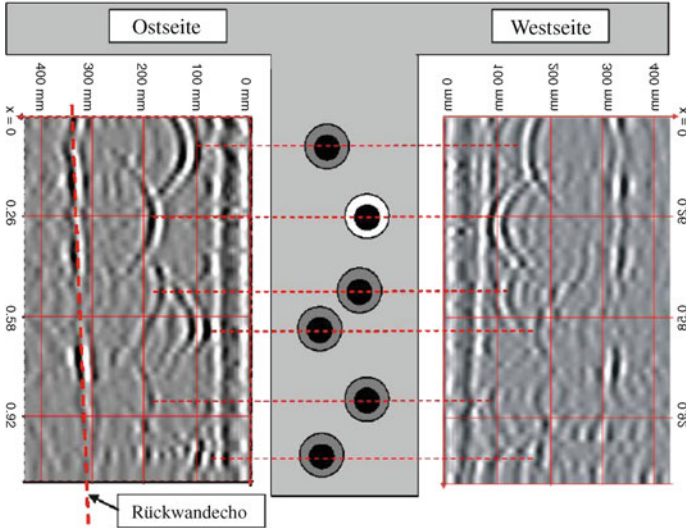 Ostseite
Westseite
400 mm
300 mm
200 mm
100 mm
0 mm
0 mm
100 mm
200 mm
300 mm
400 mm
x = 0
0.26
0.58
0.92
x = 0
Rückwandecho